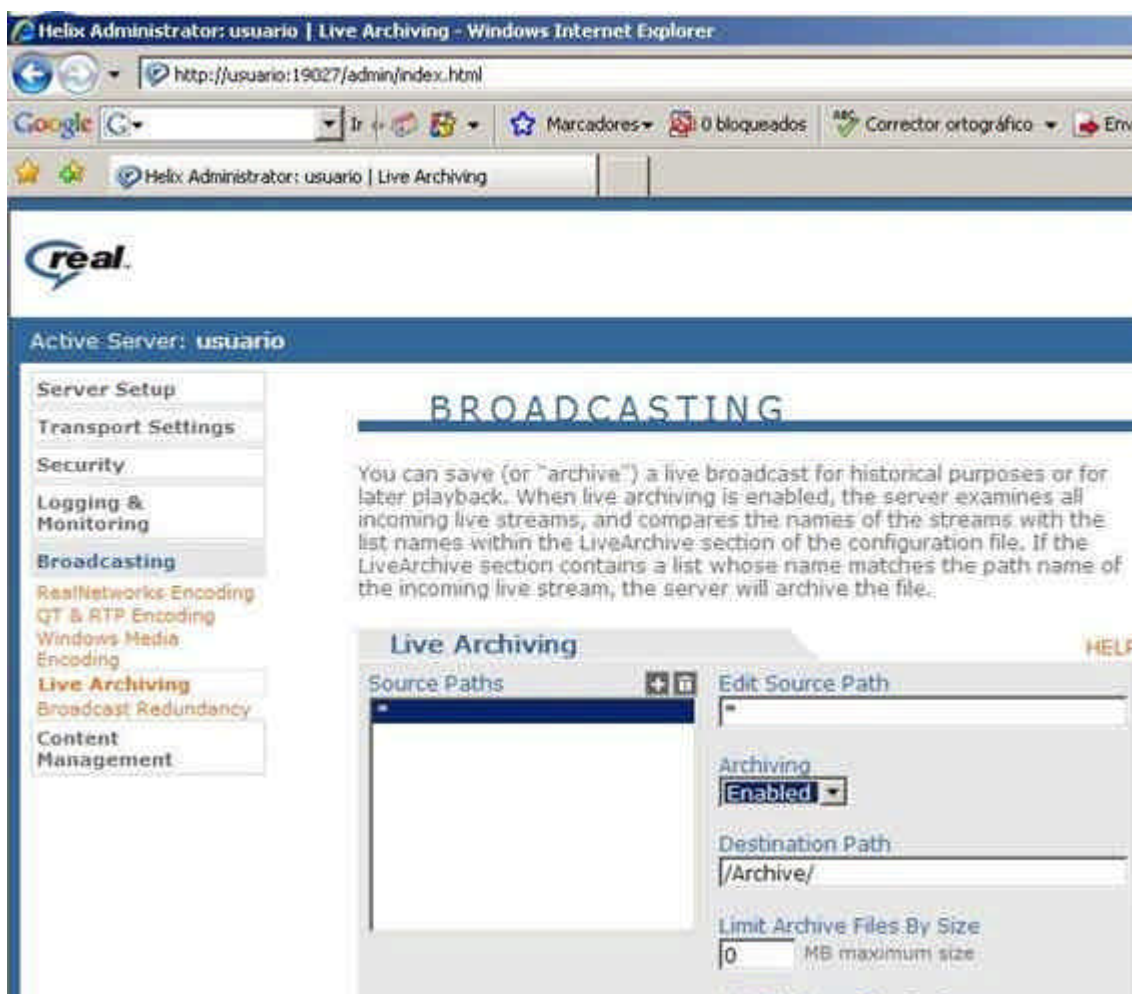 Helix Administrator: usuario | Live Archiving - Windows Internet Explorer
http://usuario:19027/admin/index.html
Google G Ir Marcadores 0 bloqueados ABC Corrector ortográfico Env
Helix Administrator: usuario | Live Archiving
real.
Active Server: usuario
Server Setup
Transport Settings
Security
Logging &
Monitoring
Broadcasting
RealNetworks Encoding
QT & RTP Encoding
Windows Media
Encoding
Live Archiving
Broadcast Redundancy
Content
Management
BROADCASTING
You can save (or "archive") a live broadcast for historical purposes or for
later playback. When live archiving is enabled, the server examines all
incoming live streams, and compares the names of the streams with the
list names within the LiveArchive section of the configuration file. If the
LiveArchive section contains a list whose name matches the path name of
the incoming live stream, the server will archive the file.
Live Archiving
HELP
Source Paths
*
Edit Source Path
*
Archiving
Enabled
Destination Path
/Archive/
Limit Archive Files By Size
0 MB maximum size